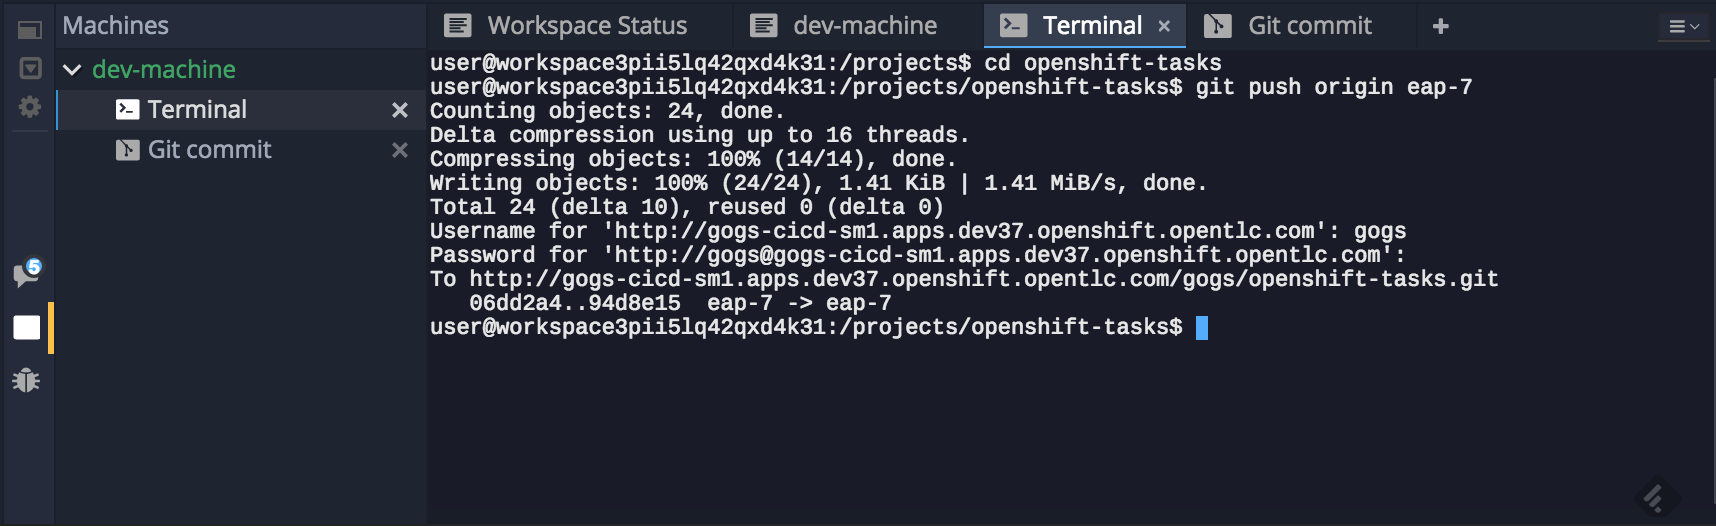 Machines
dev-machine
Terminal
Git commit
5
Workspace Status
dev-machine
Terminal
Git commit
user@workspace3pii5lq42qxd4k31:/projects$ cd openshift-tasks
user@workspace3pii5lq42qxd4k31:/projects/openshift-tasks$ git push origin eap-7
Counting objects: 24, done.
Delta compression using up to 16 threads.
Compressing objects: 100% (14/14), done.
Writing objects: 100% (24/24), 1.41 KiB | 1.41 MiB/s, done.
Total 24 (delta 10), reused 0 (delta 0)
Username for 'http://gogs-cicd-sm1.apps.dev37.openshift.opentlc.com': gogs
Password for 'http://gogs@gogs-cicd-sm1.apps.dev37.openshift.opentlc.com':
To http://gogs-cicd-sm1.apps.dev37.openshift.opentlc.com/gogs/openshift-tasks.git
   06dd2a4..94d8e15  eap-7 -> eap-7
user@workspace3pii5lq42qxd4k31:/projects/openshift-tasks$